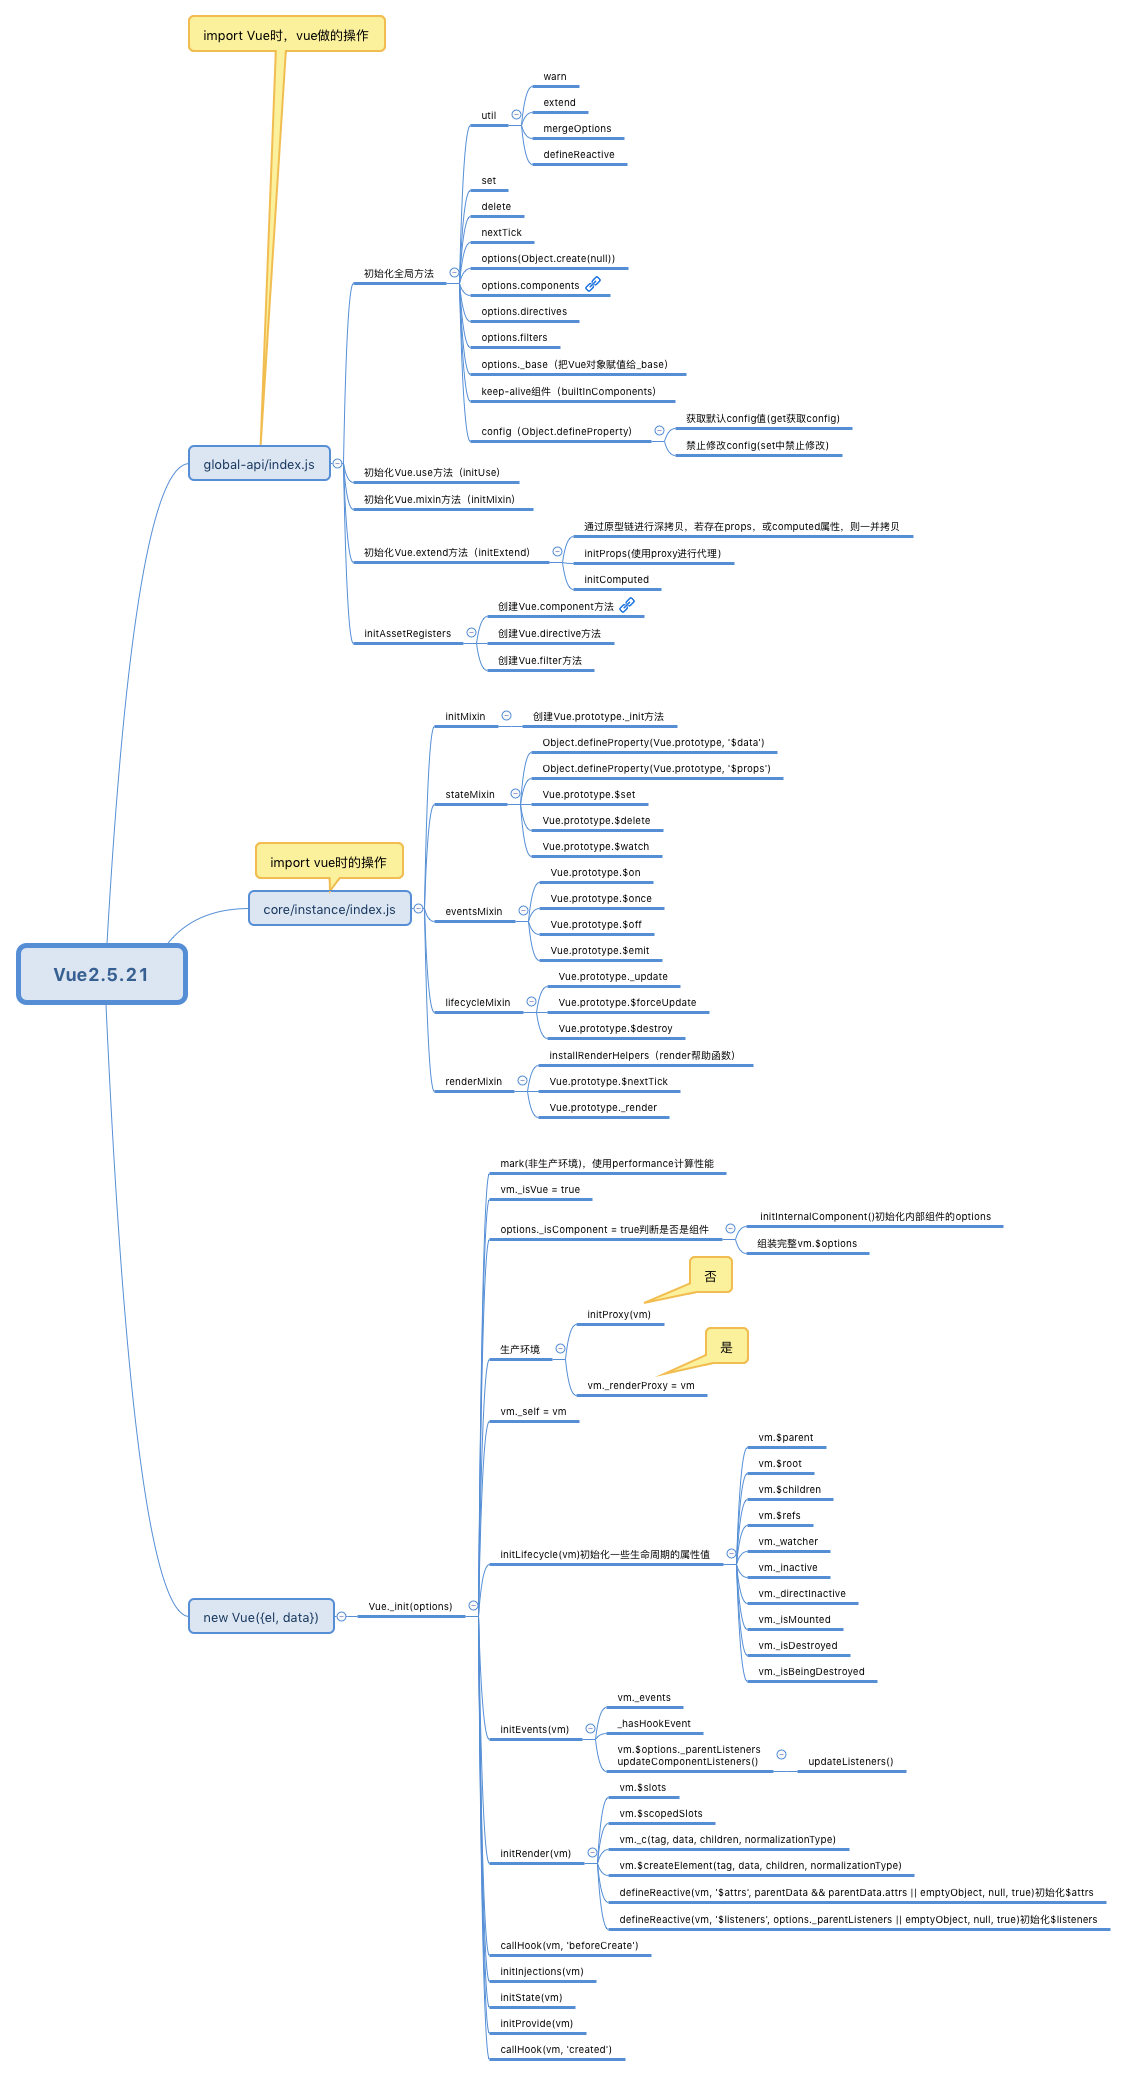 import Vue时，vue做的操作
warn
extend
util
mergeOptions
defineReactive
set
delete
nextTick
options(Object.create(null))
初始化全局方法
options.components
options.directives
options.filters
options._base（把Vue对象赋值给_base）
keep-alive组件（builtInComponents）
获取默认config值(get获取config)
config（Object.defineProperty）
禁止修改config(set中禁止修改)
global-api/index.js
初始化Vue.use方法（initUse）
初始化Vue.mixin方法（initMixin）
通过原型链进行深拷贝，若存在props，或computed属性，则一并拷贝
初始化Vue.extend方法（initExtend）
initProps(使用proxy进行代理)
initComputed
创建Vue.component方法
initAssetRegisters
创建Vue.directive方法
创建Vue.filter方法
initMixin
创建Vue.prototype._init方法
Object.defineProperty(Vue.prototype, '$data')
Object.defineProperty(Vue.prototype, '$props')
stateMixin
Vue.prototype.$set
Vue.prototype.$delete
Vue.prototype.$watch
import vue时的操作
core/instance/index.js
Vue.prototype.$on
Vue.prototype.$once
eventsMixin
Vue.prototype.$off
Vue.prototype.$emit
Vue2.5.21
Vue.prototype._update
lifecycleMixin
Vue.prototype.$forceUpdate
Vue.prototype.$destroy
installRenderHelpers（render帮助函数）
renderMixin
Vue.prototype.$nextTick
Vue.prototype._render
mark(非生产环境)，使用performance计算性能
vm._isVue = true
options._isComponent = true判断是否是组件
initInternalComponent()初始化内部组件的options
组装完整vm.$options
否
initProxy(vm)
生产环境
是
vm._renderProxy = vm
vm._self = vm
vm.$parent
vm.$root
vm.$children
vm.$refs
vm._watcher
initLifecycle(vm)初始化一些生命周期的属性值
vm._inactive
vm._directInactive
vm._isMounted
vm._isDestroyed
vm._isBeingDestroyed
new Vue({el, data})
Vue._init(options)
vm._events
initEvents(vm)
_hasHookEvent
vm.$options._parentListeners
updateComponentListeners()
updateListeners()
vm.$slots
vm.$scopedSlots
vm._c(tag, data, children, normalizationType)
initRender(vm)
vm.$createElement(tag, data, children, normalizationType)
defineReactive(vm, '$attrs', parentData && parentData.attrs || emptyObject, null, true)初始化$attrs
defineReactive(vm, '$listeners', options._parentListeners || emptyObject, null, true)初始化$listeners
callHook(vm, 'beforeCreate')
initInjections(vm)
initState(vm)
initProvide(vm)
callHook(vm, 'created')